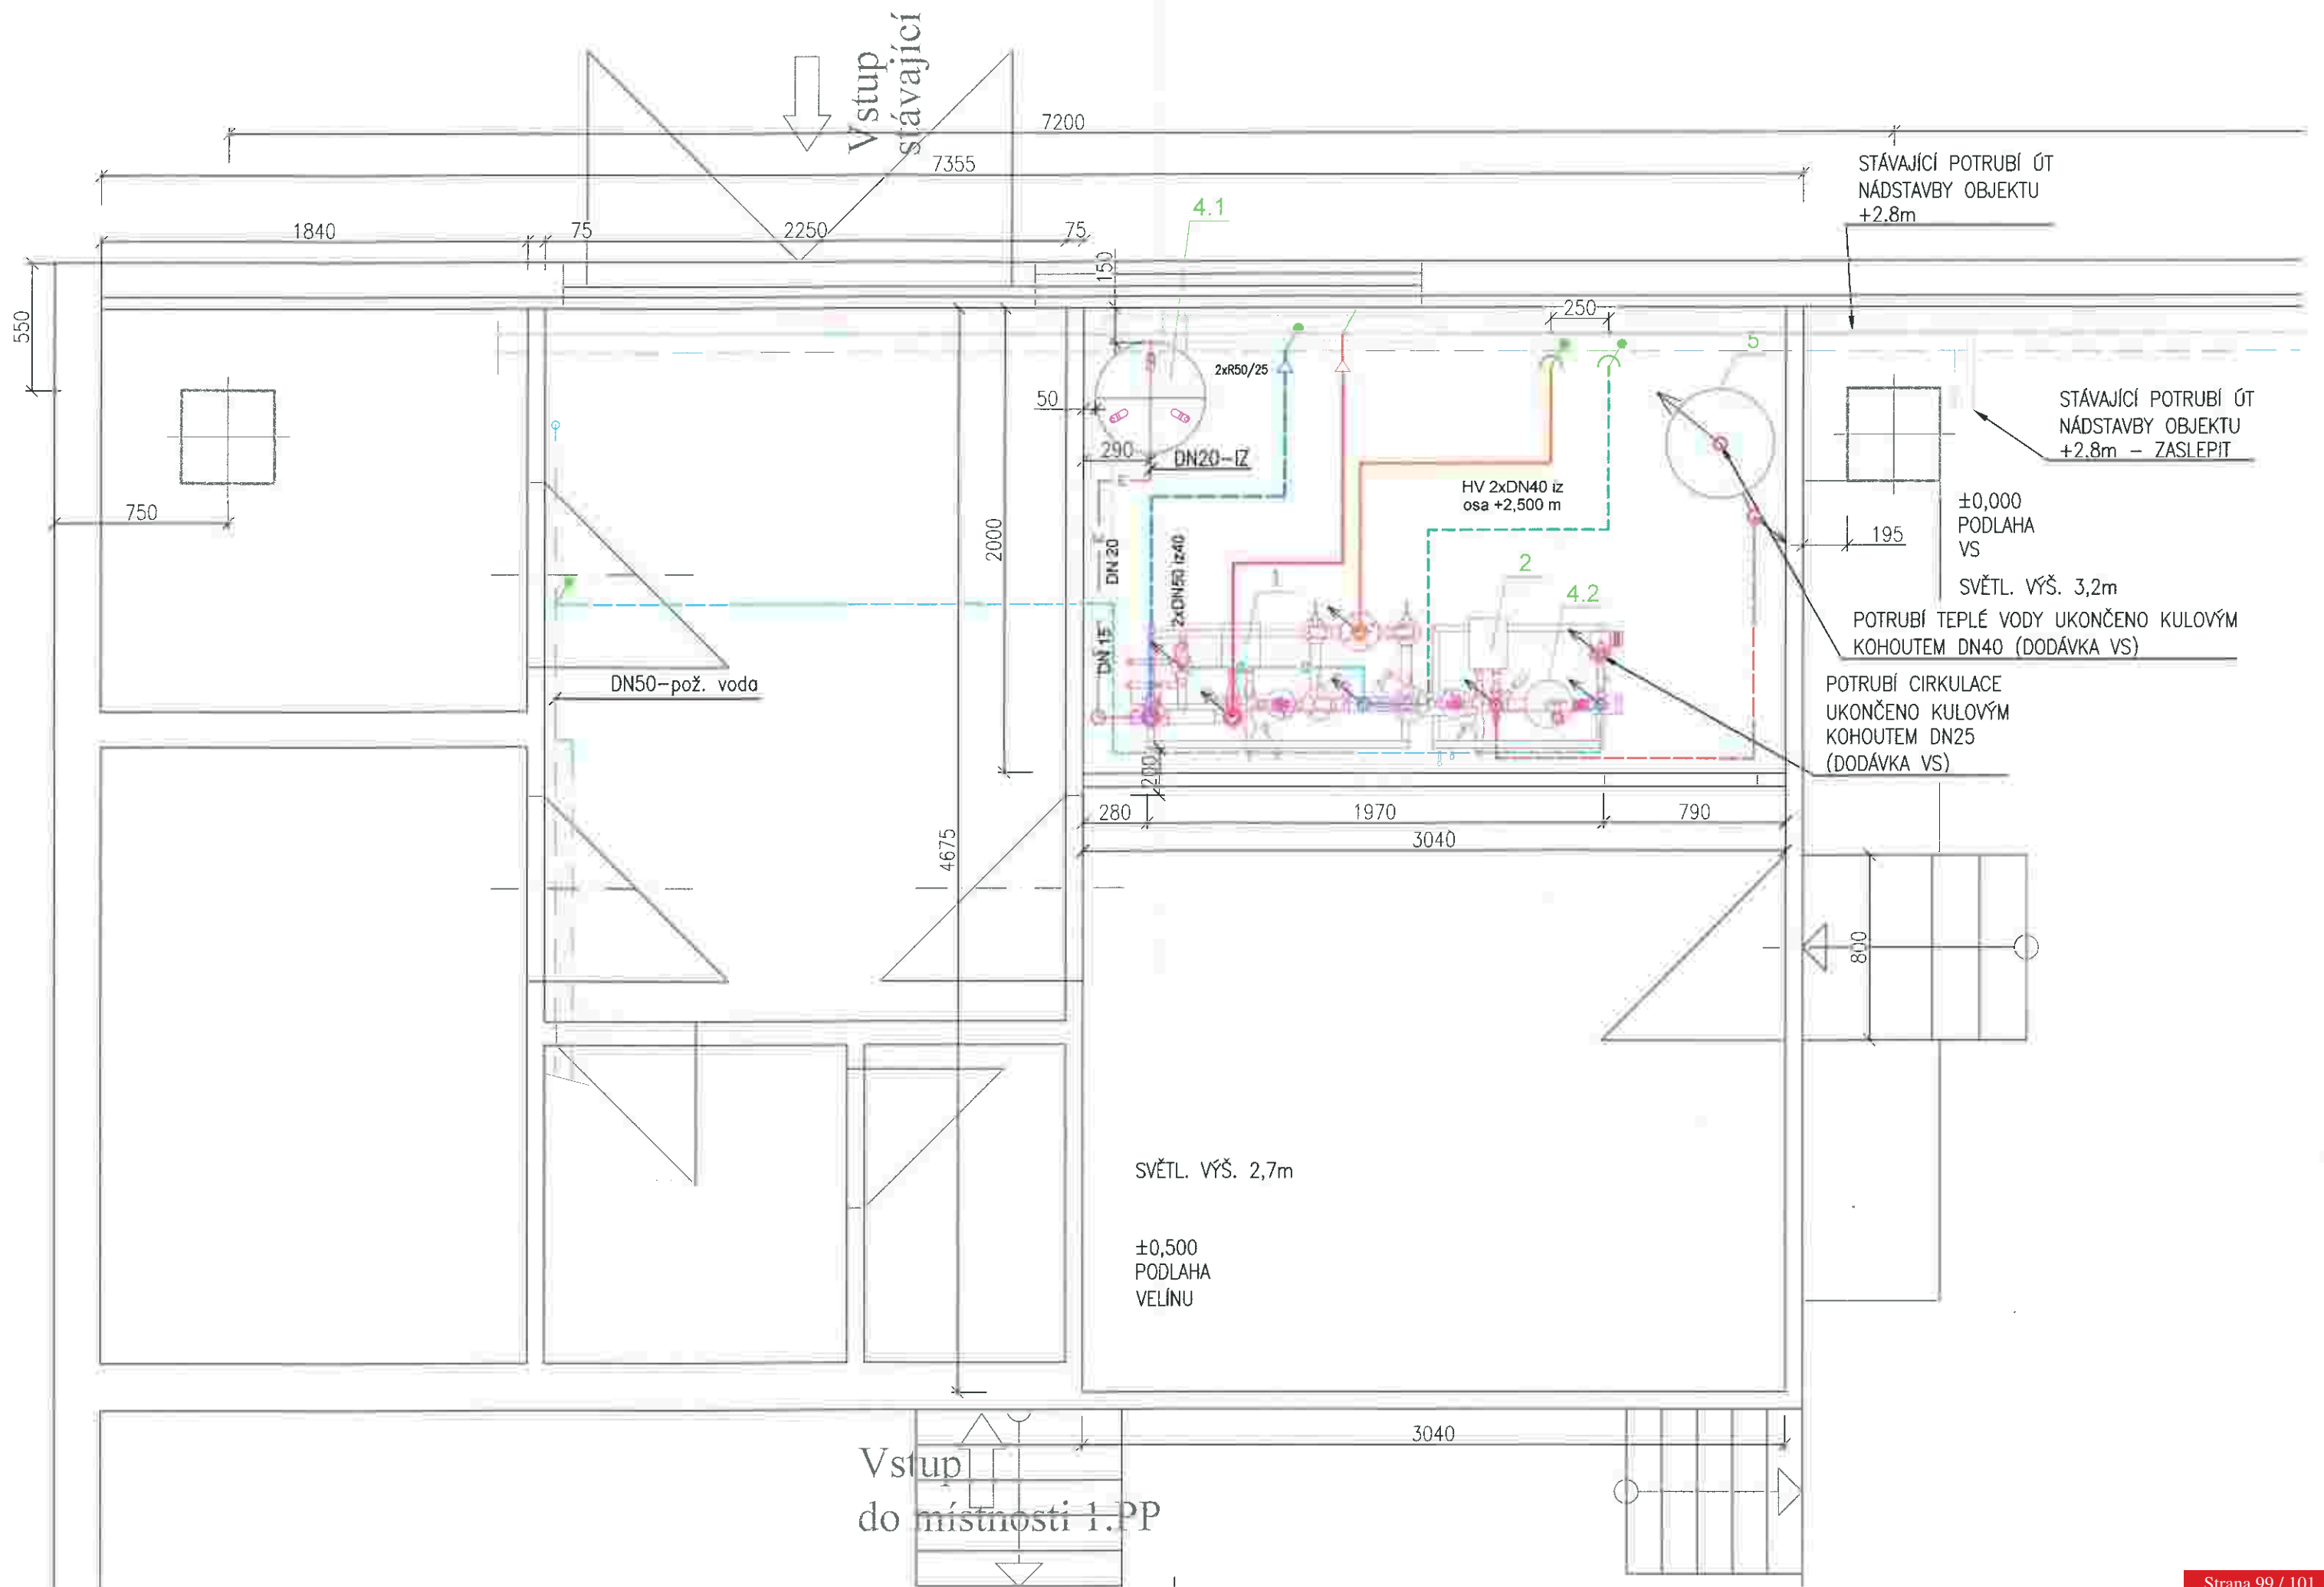 Vstup
stávající
7200
7355
STÁVAJÍCÍ POTRUBÍ ÚT
NÁDSTAVBY OBJEKTU
+2.8m
4.1
1840
75
2250
75
150
550
250
5
2xR50/25
50
STÁVAJÍCÍ POTRUBÍ ÚT
NÁDSTAVBY OBJEKTU
+2.8m – ZASLEPIT
290
DN20-IZ
HV 2xDN40 iz
osa +2,500 m
750
2000
±0,000
PODLAHA
VS
195
DN 20
2xDN50 iz40
1
2
4.2
SVĚTL. VÝŠ. 3,2m
POTRUBÍ TEPLÉ VODY UKONČENO KULOVÝM
KOHOUTEM DN40 (DODÁVKA VS)
DN 15
DN50-pož. voda
POTRUBÍ CIRKULACE
UKONČENO KULOVÝM
KOHOUTEM DN25
(DODÁVKA VS)
200
280
1970
790
3040
4675
800
SVĚTL. VÝŠ. 2,7m
±0,500
PODLAHA
VELÍNU
3040
Vstup
do místnosti 1.PP
Strana 99 / 101